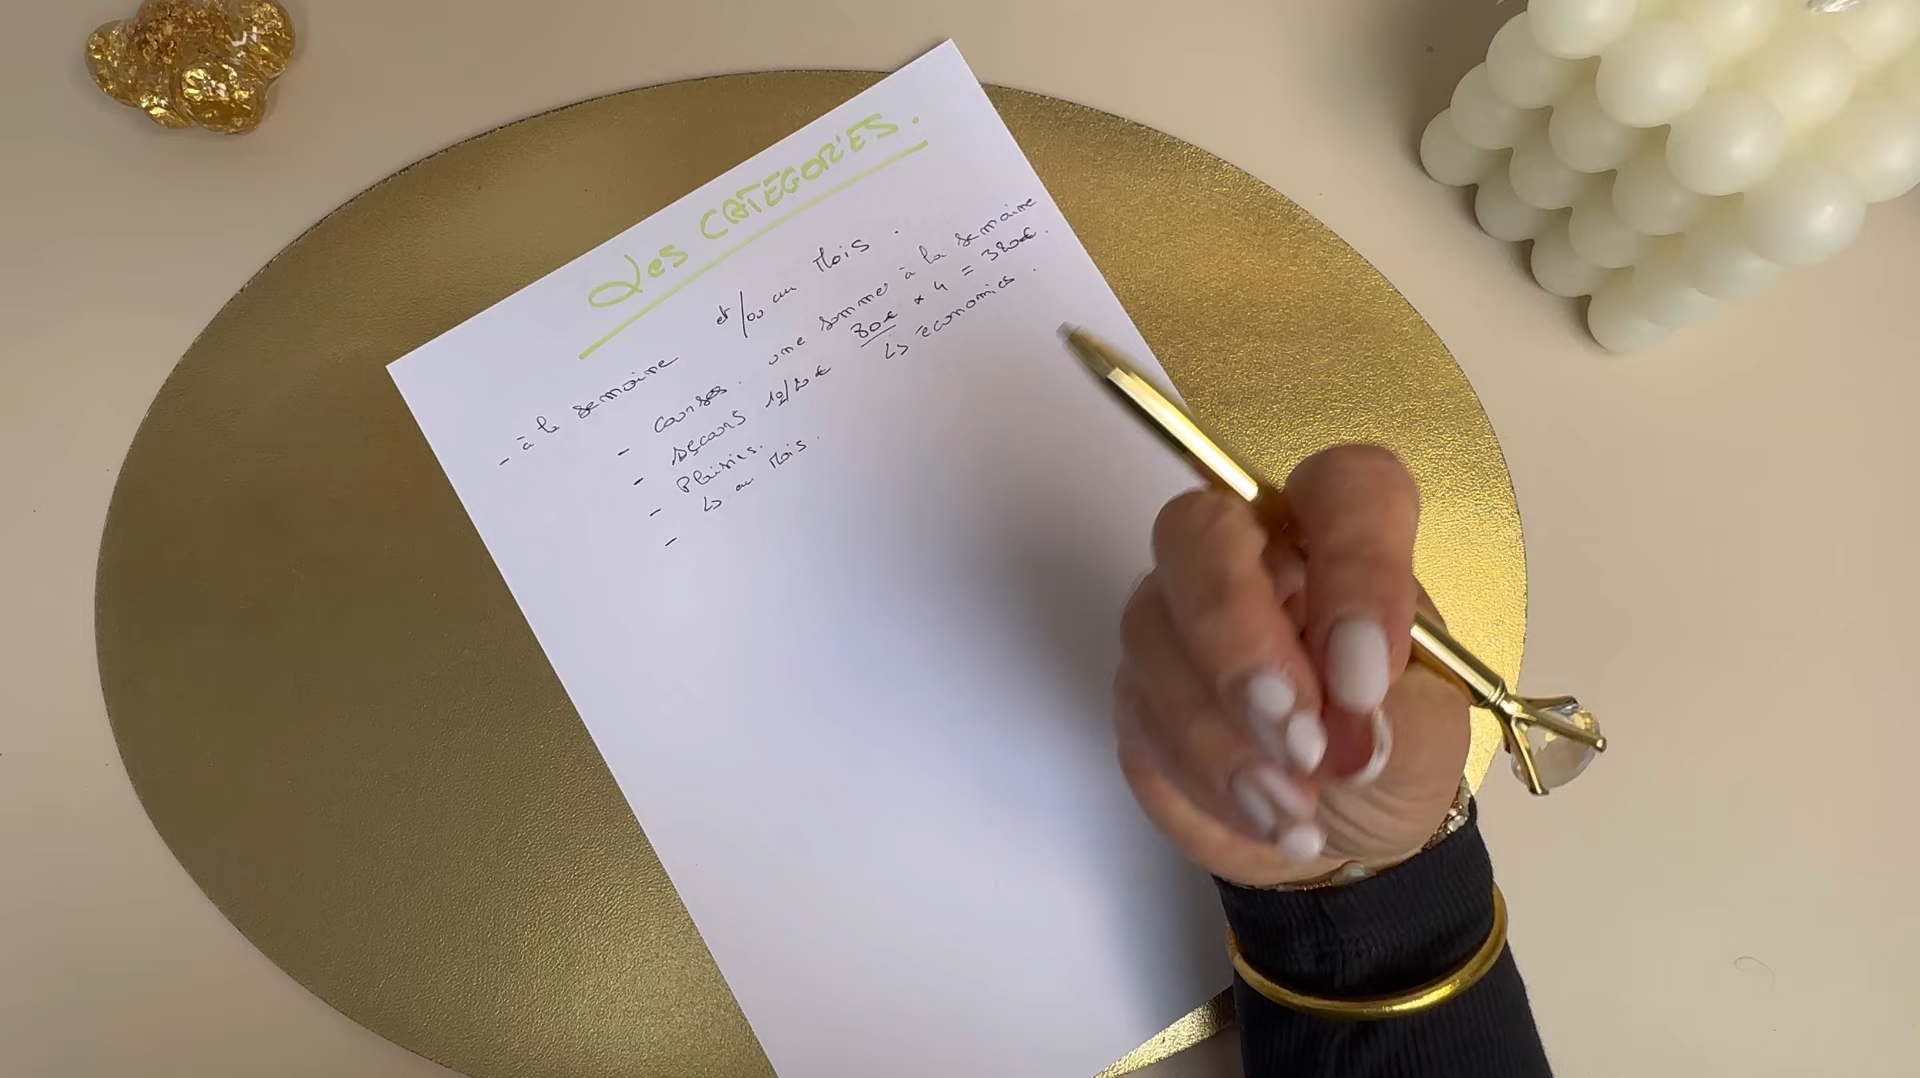 Les CATEGORIES.
- à la semaine et/ou au Mois.
- Courses. une somme à la semaine
80€ x 4 = 320€.
↳ économies.
- Secours 10/20€
- Plaisirs.
↳ au Mois.
-